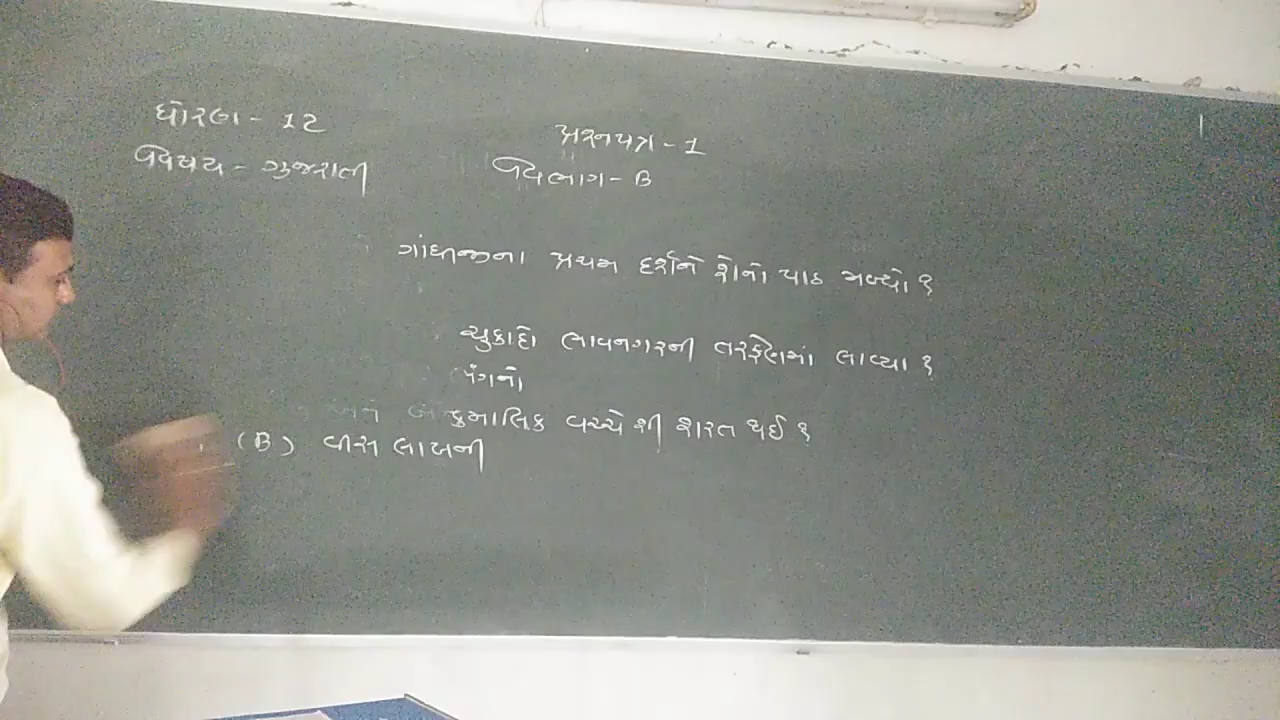 ધોરણ - 12
વિષય - ગુજરાતી
પ્રશ્નપત્ર - 1
વિભાગ - B
ગાંધીજીના પ્રથમ દર્શને શેનો પાઠ મળ્યો ?
ચુકાદો ભાવનગરની તરફેણમાં લાવ્યા ?
પંગનો
ક્રમાલિક વચ્ચે શી શરત થઈ ?
(B) વીસ લાખની